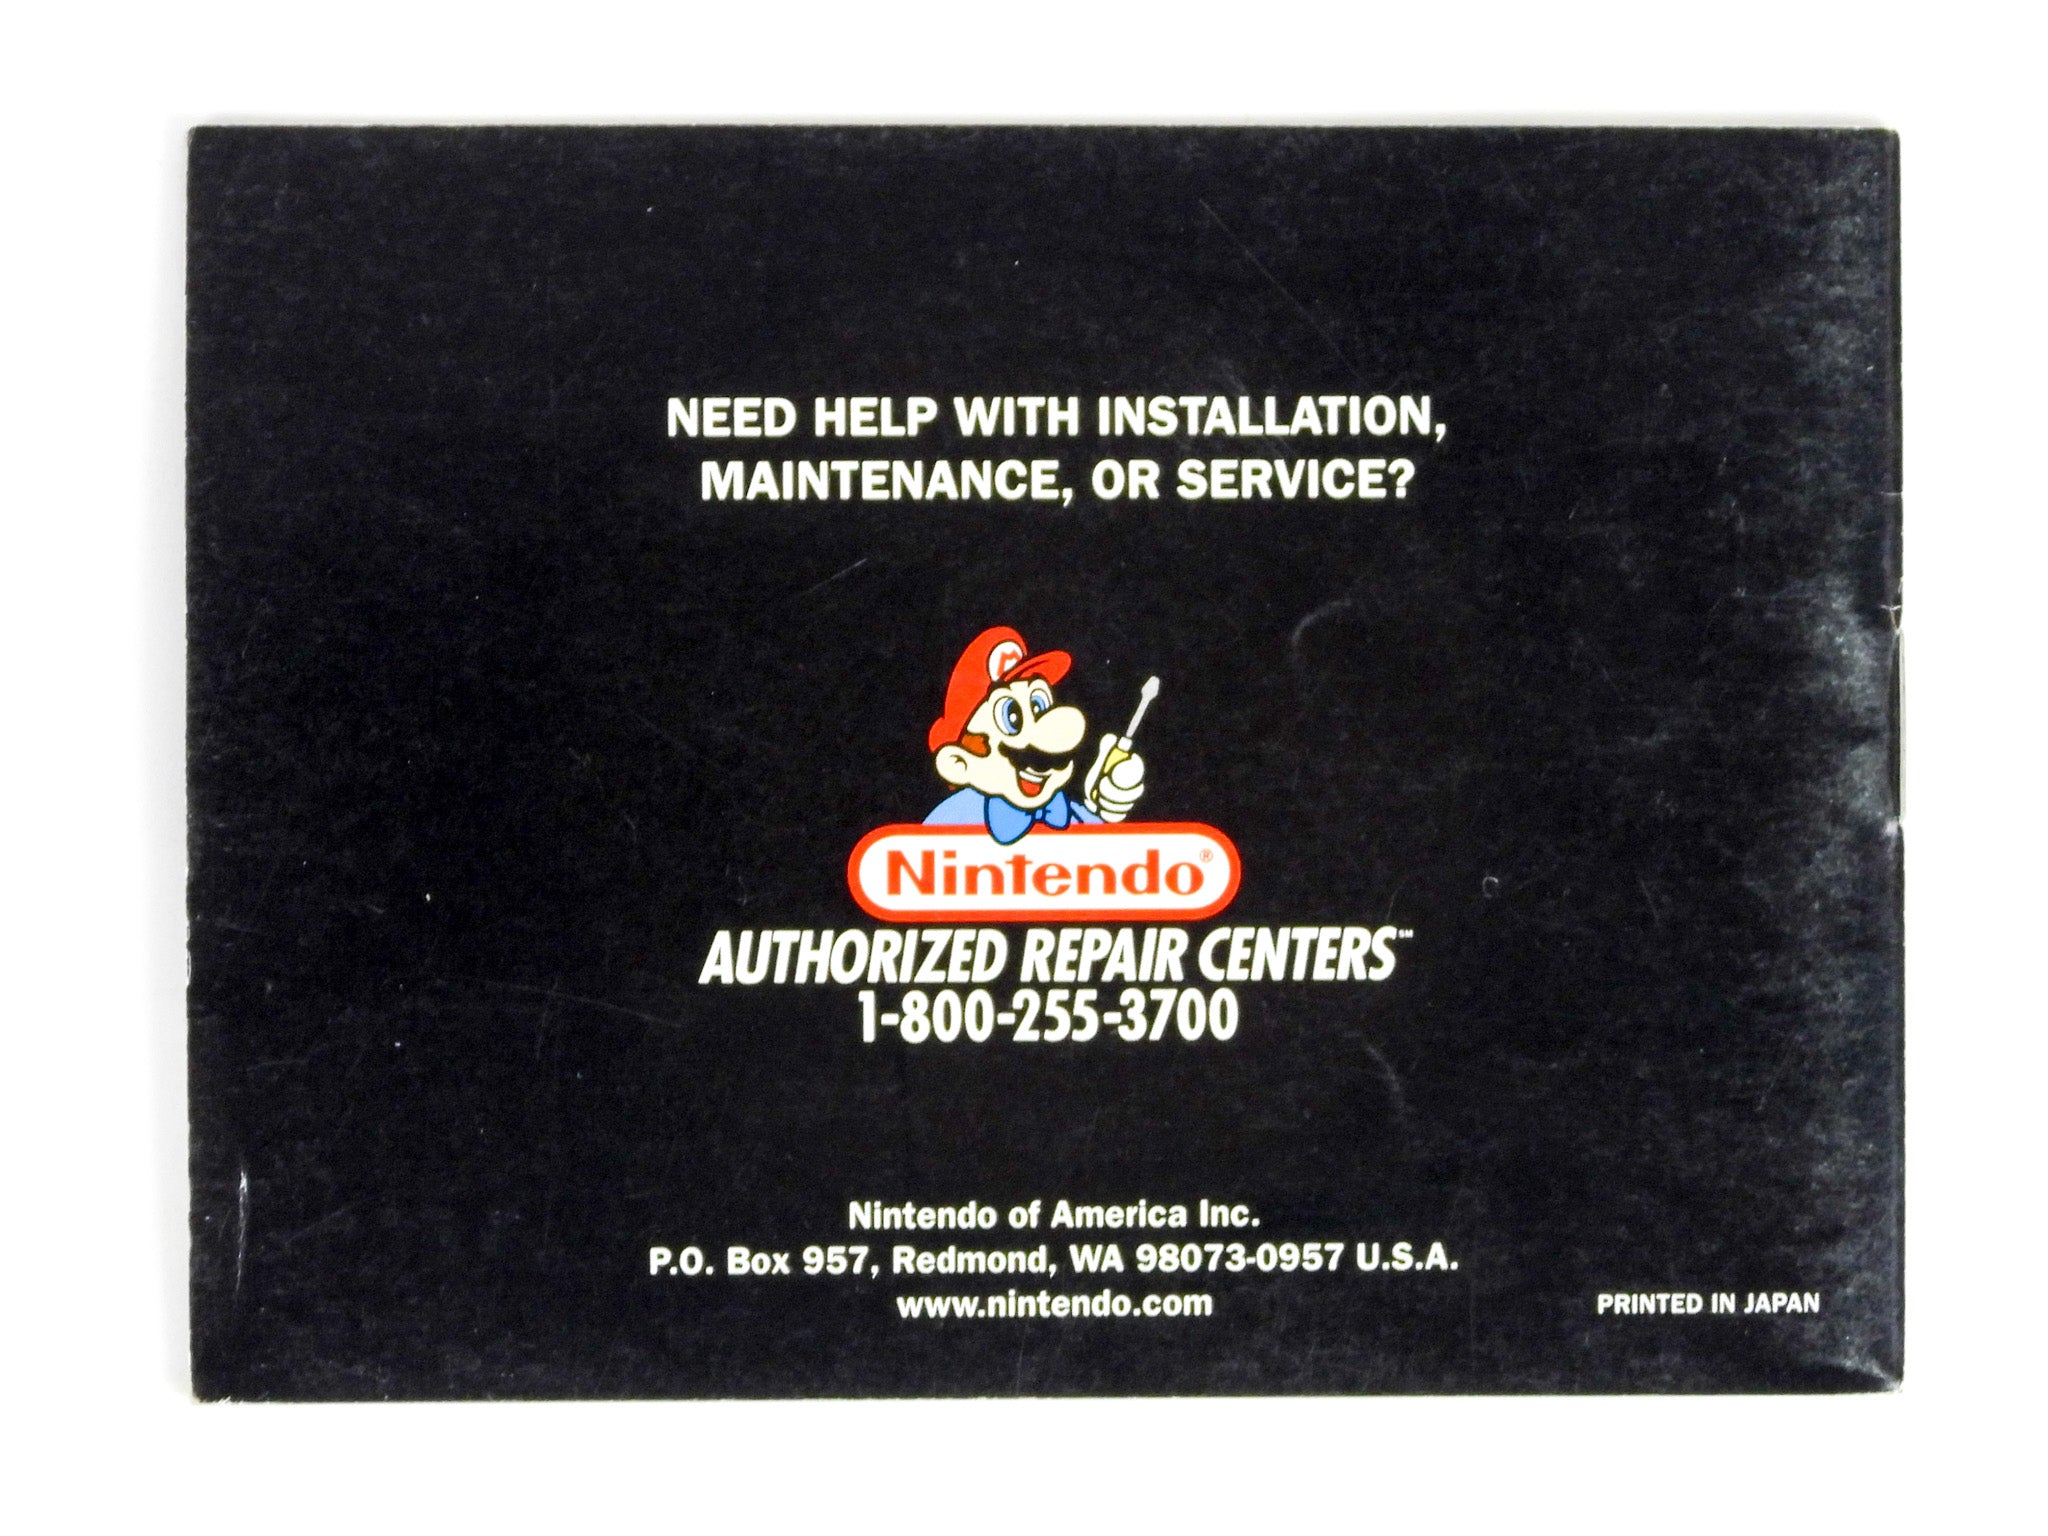 NEED HELP WITH INSTALLATION,
MAINTENANCE, OR SERVICE?
M
Nintendo®
AUTHORIZED REPAIR CENTERS℠
1-800-255-3700
Nintendo of America Inc.
P.O. Box 957, Redmond, WA 98073-0957 U.S.A.
www.nintendo.com
PRINTED IN JAPAN